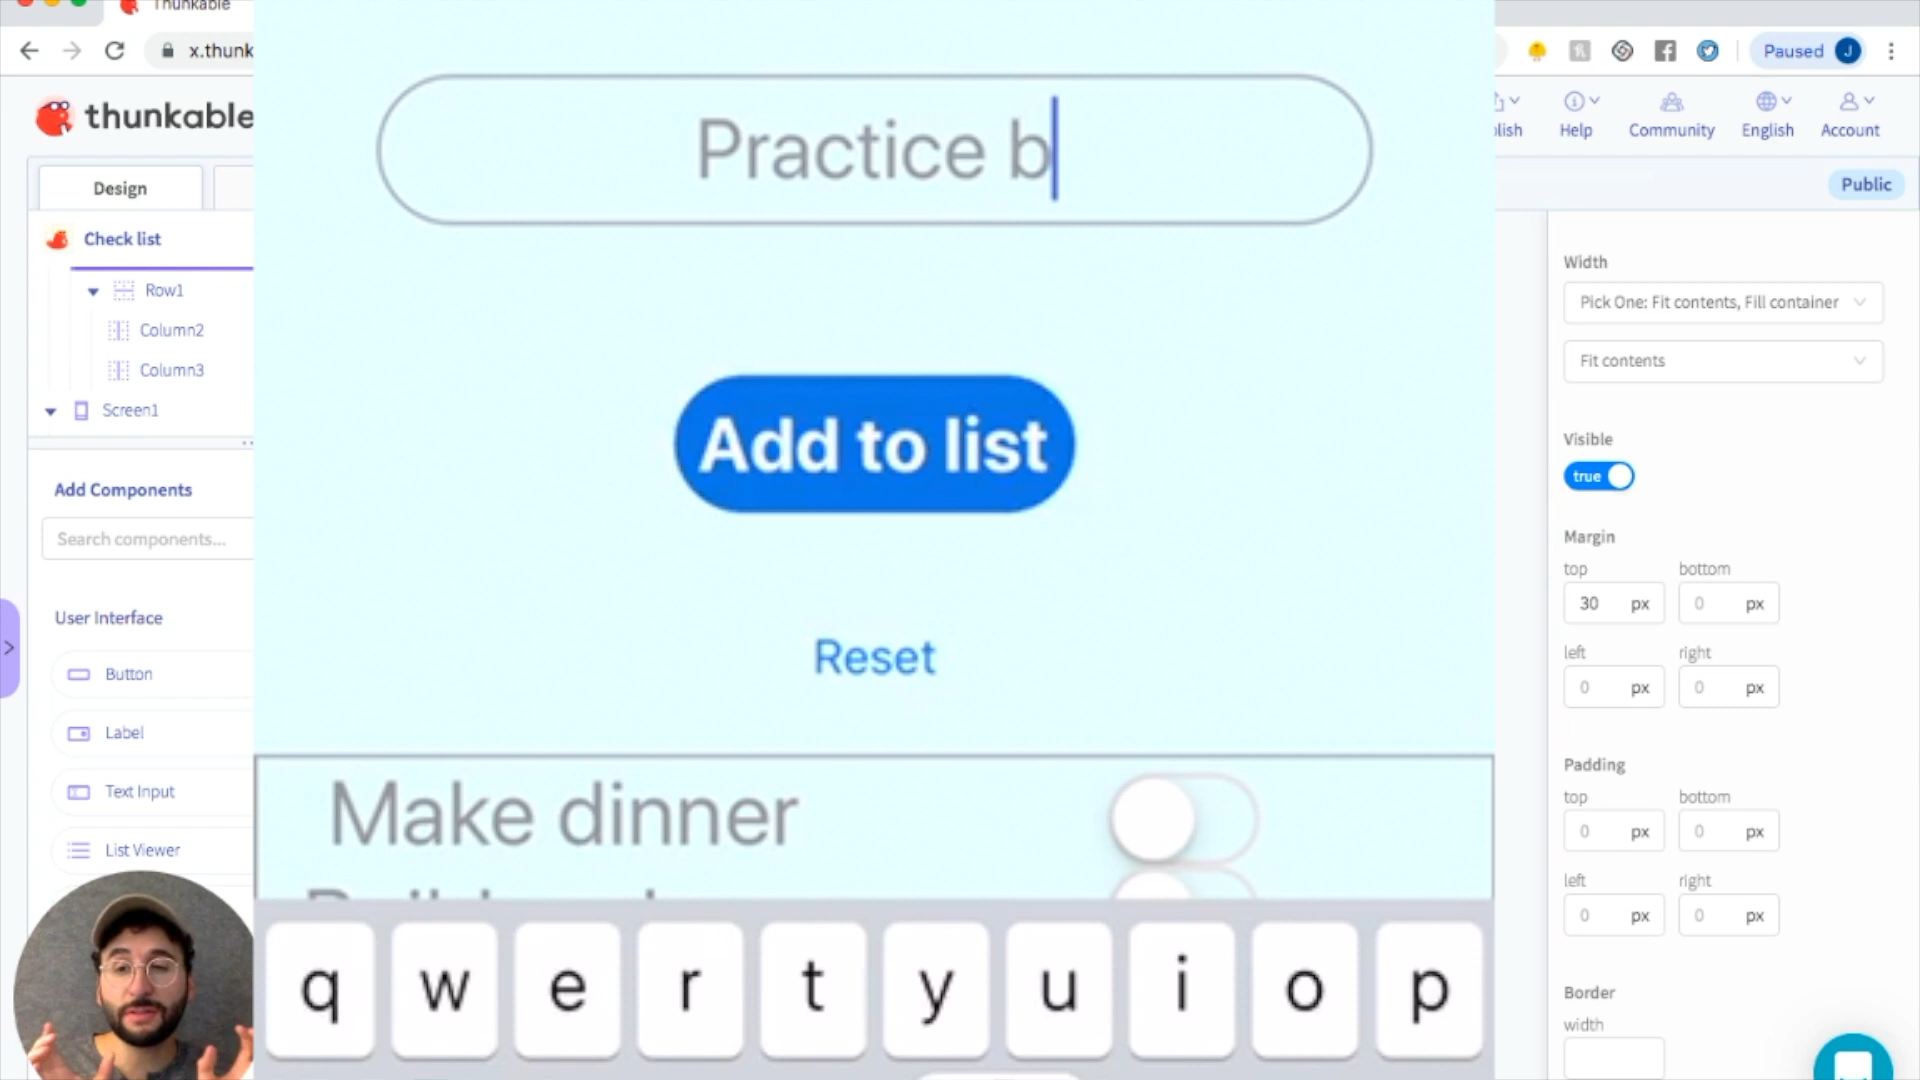 Thunkable
x.thunk
Paused J
thunkable
Design
Check list
Row1
Column2
Column3
Screen1
Add Components
Search components...
User Interface
Button
Label
Text Input
List Viewer
Practice b
Add to list
Reset
Make dinner
q w e r t y u i o p
Help
Community
English
Account
Public
Width
Pick One: Fit contents, Fill container
Fit contents
Visible
true
Margin
top bottom
30 px 0 px
left right
0 px 0 px
Padding
top bottom
0 px 0 px
left right
0 px 0 px
Border
width